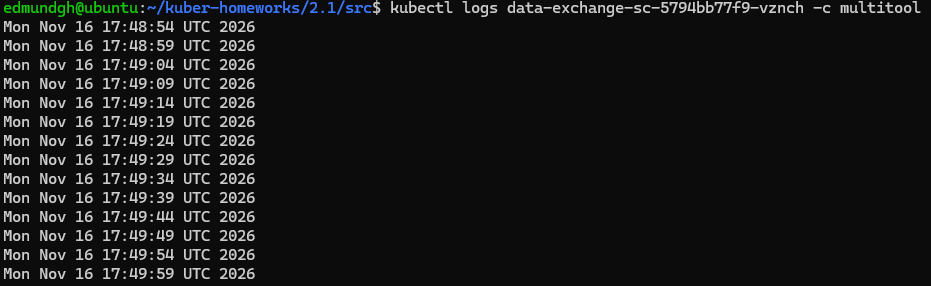 edmundgh@ubuntu:~/kuber-homeworks/2.1/src$ kubectl logs data-exchange-sc-5794bb77f9-vznch -c multitool
Mon Nov 16 17:48:54 UTC 2026
Mon Nov 16 17:48:59 UTC 2026
Mon Nov 16 17:49:04 UTC 2026
Mon Nov 16 17:49:09 UTC 2026
Mon Nov 16 17:49:14 UTC 2026
Mon Nov 16 17:49:19 UTC 2026
Mon Nov 16 17:49:24 UTC 2026
Mon Nov 16 17:49:29 UTC 2026
Mon Nov 16 17:49:34 UTC 2026
Mon Nov 16 17:49:39 UTC 2026
Mon Nov 16 17:49:44 UTC 2026
Mon Nov 16 17:49:49 UTC 2026
Mon Nov 16 17:49:54 UTC 2026
Mon Nov 16 17:49:59 UTC 2026